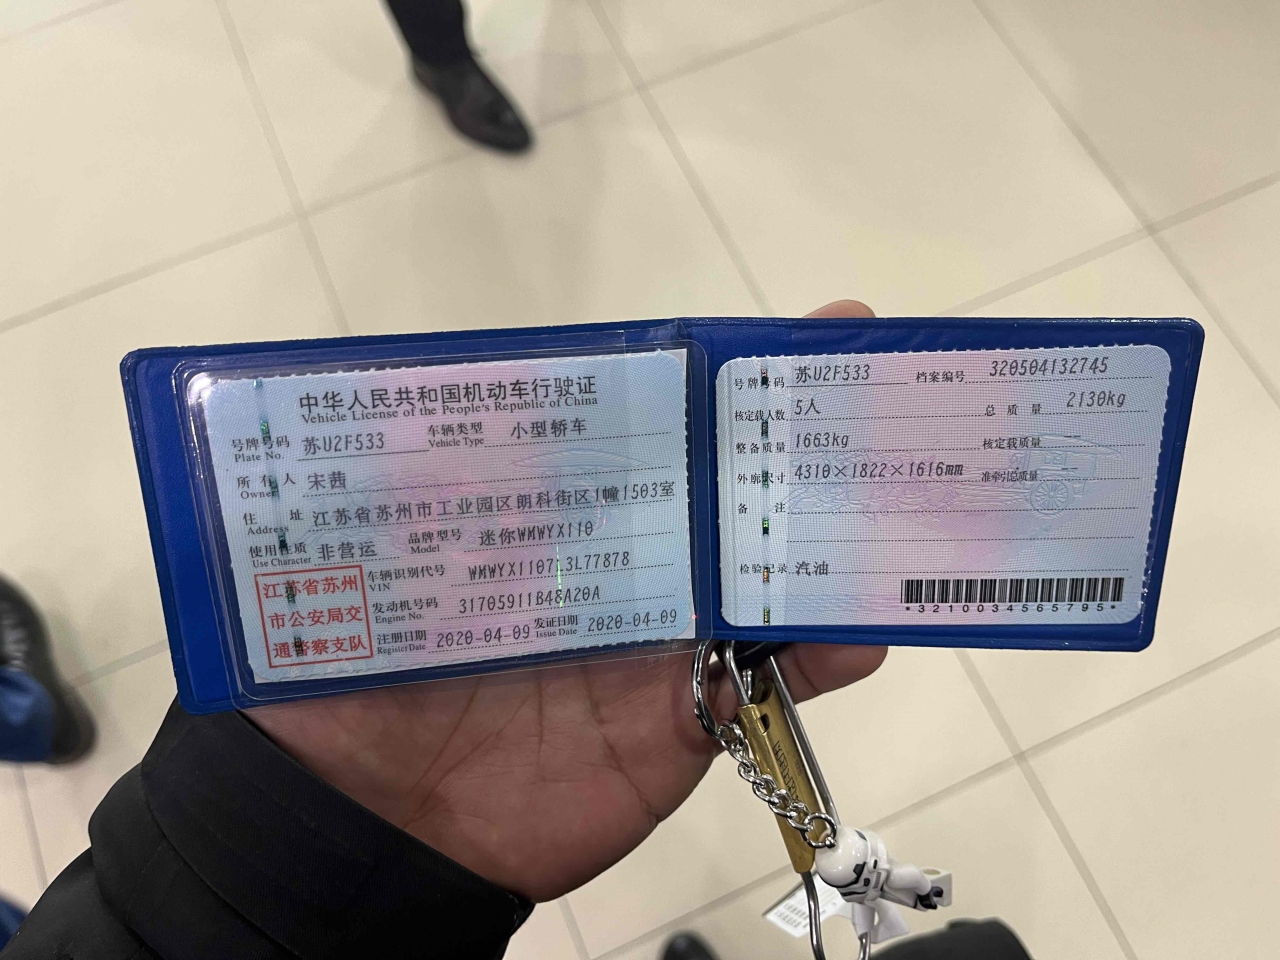 中华人民共和国机动车行驶证
Vehicle License of the People's Republic of China
号牌号码 苏U2F533 车辆类型 小型轿车
Plate No. Vehicle Type
所有人 宋茜
Owner
住址 江苏省苏州市工业园区朗科街区1幢1503室
Address
使用性质 非营运 品牌型号 迷你WMWYX110
Use Character Model
江苏省苏州
市公安局交
通警察支队
车辆识别代号 WMWYX1107L3L77878
VIN
发动机号码 31705911B48A20A
Engine No.
注册日期 2020-04-09 发证日期 2020-04-09
Register Date Issue Date
号牌号码 苏U2F533 档案编号 320504132745
核定载人数 5人 总质量 2130kg
整备质量 1663kg 核定载质量 --
外廓尺寸 4310×1822×1616mm 准牵引总质量 --
备注
检验记录 汽油
*3210034565795*